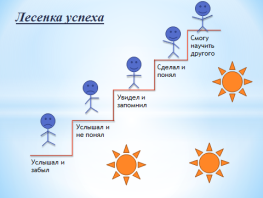 Лесенка успеха
Смогу
научить
другого
Сделал и
понял
Увидел и
запомнил
Услышал и
не понял
Услышал и
забыл